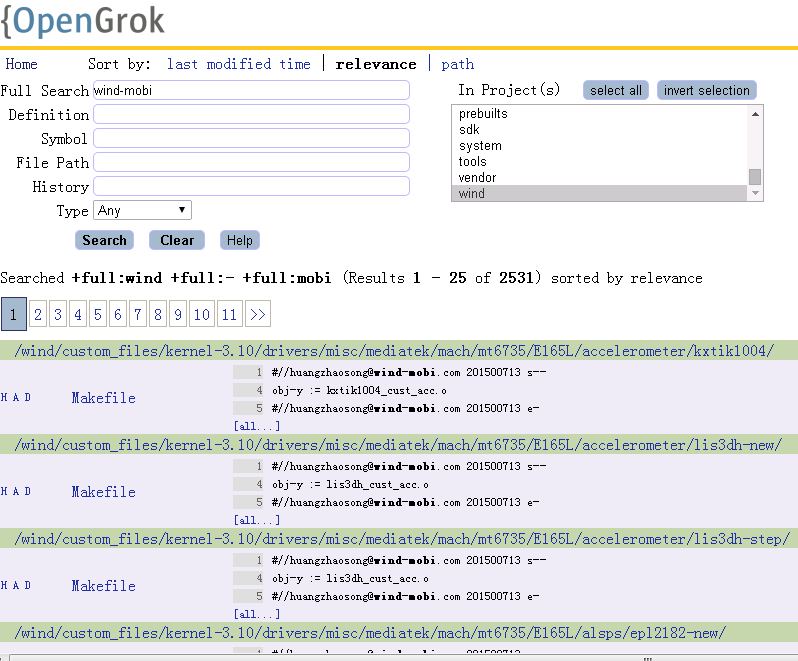 {OpenGrok
Home Sort by: last modified time | relevance | path
Full Search wind-mobi In Project(s) select all invert selection
Definition
Symbol
File Path
History
Type Any
prebuilts
sdk
system
tools
vendor
wind
Search Clear Help
Searched +full:wind +full:- +full:mobi (Results 1 - 25 of 2531) sorted by relevance
1 2 3 4 5 6 7 8 9 10 11 >>
/wind/custom_files/kernel-3.10/drivers/misc/mediatek/mach/mt6735/E165L/accelerometer/kxtik1004/
H A D Makefile
1 #//huangzhaosong@wind-mobi.com 201500713 s--
4 obj-y := kxtik1004_cust_acc.o
5 #//huangzhaosong@wind-mobi.com 201500713 e-
[all...]
/wind/custom_files/kernel-3.10/drivers/misc/mediatek/mach/mt6735/E165L/accelerometer/lis3dh-new/
H A D Makefile
1 #//huangzhaosong@wind-mobi.com 201500713 s--
4 obj-y := lis3dh_cust_acc.o
5 #//huangzhaosong@wind-mobi.com 201500713 e-
[all...]
/wind/custom_files/kernel-3.10/drivers/misc/mediatek/mach/mt6735/E165L/accelerometer/lis3dh-step/
H A D Makefile
1 #//huangzhaosong@wind-mobi.com 201500713 s--
4 obj-y := lis3dh_cust_acc.o
5 #//huangzhaosong@wind-mobi.com 201500713 e-
[all...]
/wind/custom_files/kernel-3.10/drivers/misc/mediatek/mach/mt6735/E165L/alsps/epl2182-new/